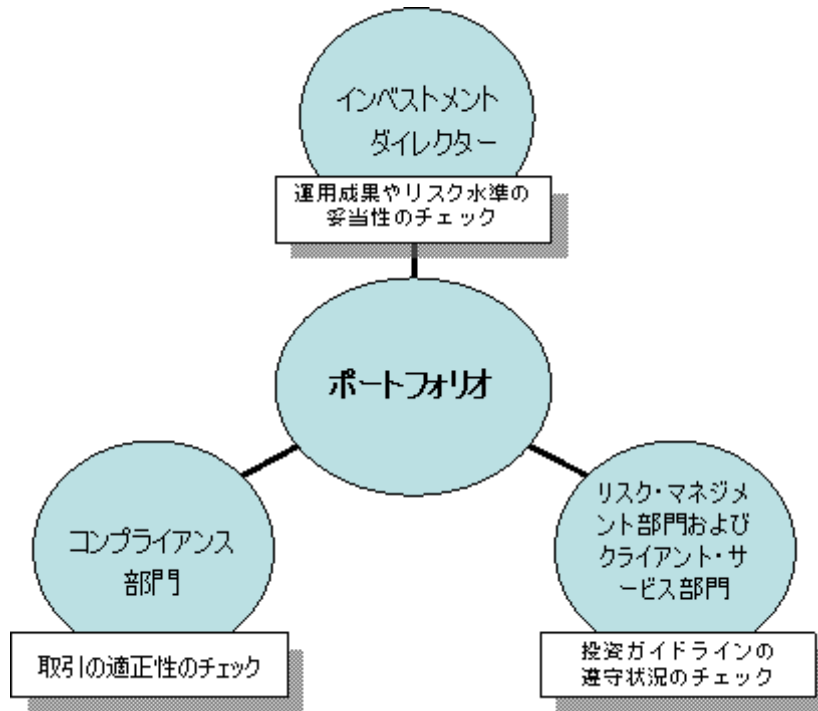 インベストメント
ダイレクター
運用成果やリスク水準の
妥当性のチェック
ポートフォリオ
コンプライアンス
部門
取引の適正性のチェック
リスク・マネジメ
ント部門および
クライアント・サ
ービス部門
投資ガイドラインの
遵守状況のチェック